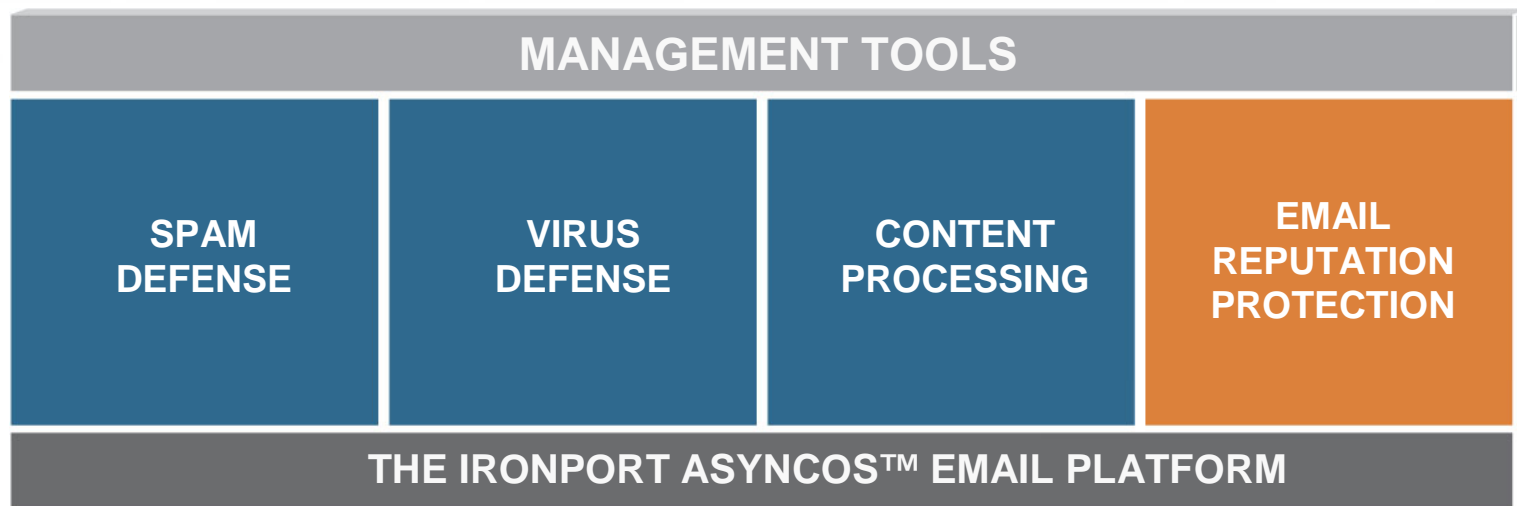 MANAGEMENT TOOLS
SPAM
DEFENSE
VIRUS
DEFENSE
CONTENT
PROCESSING
EMAIL
REPUTATION
PROTECTION
THE IRONPORT ASYNCOS™ EMAIL PLATFORM